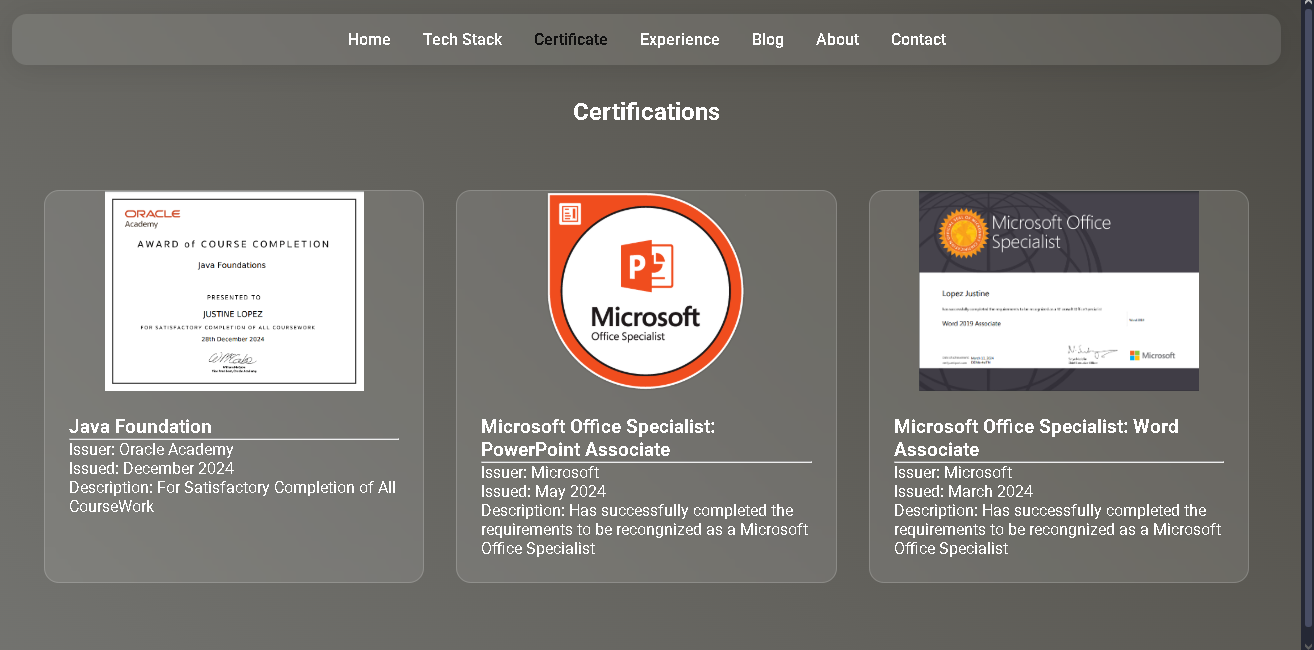 Home Tech Stack Certificate Experience Blog About Contact
Certifications
ORACLE
Academy
AWARD of COURSE COMPLETION
Java Foundations
PRESENTED TO
JUSTINE LOPEZ
FOR SATISFACTORY COMPLETION OF ALL COURSEWORK
28th December 2024
Java Foundation
Issuer: Oracle Academy
Issued: December 2024
Description: For Satisfactory Completion of All
CourseWork
P
Microsoft
Office Specialist
Microsoft Office Specialist:
PowerPoint Associate
Issuer: Microsoft
Issued: May 2024
Description: Has successfully completed the
requirements to be recongnized as a Microsoft
Office Specialist
Microsoft Office
Specialist
Lopez Justine
Word 2019 Associate
Microsoft
Microsoft Office Specialist: Word
Associate
Issuer: Microsoft
Issued: March 2024
Description: Has successfully completed the
requirements to be recongnized as a Microsoft
Office Specialist